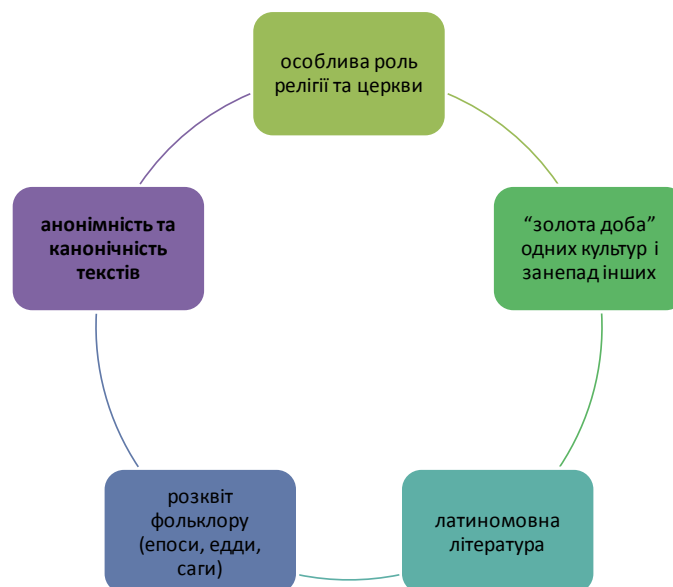 особлива роль
релігії та церкви
“золота доба”
одних культур і
занепад інших
латиномовна
література
розквіт
фольклору
(епоси, едди,
саги)
анонімність та
канонічність
текстів